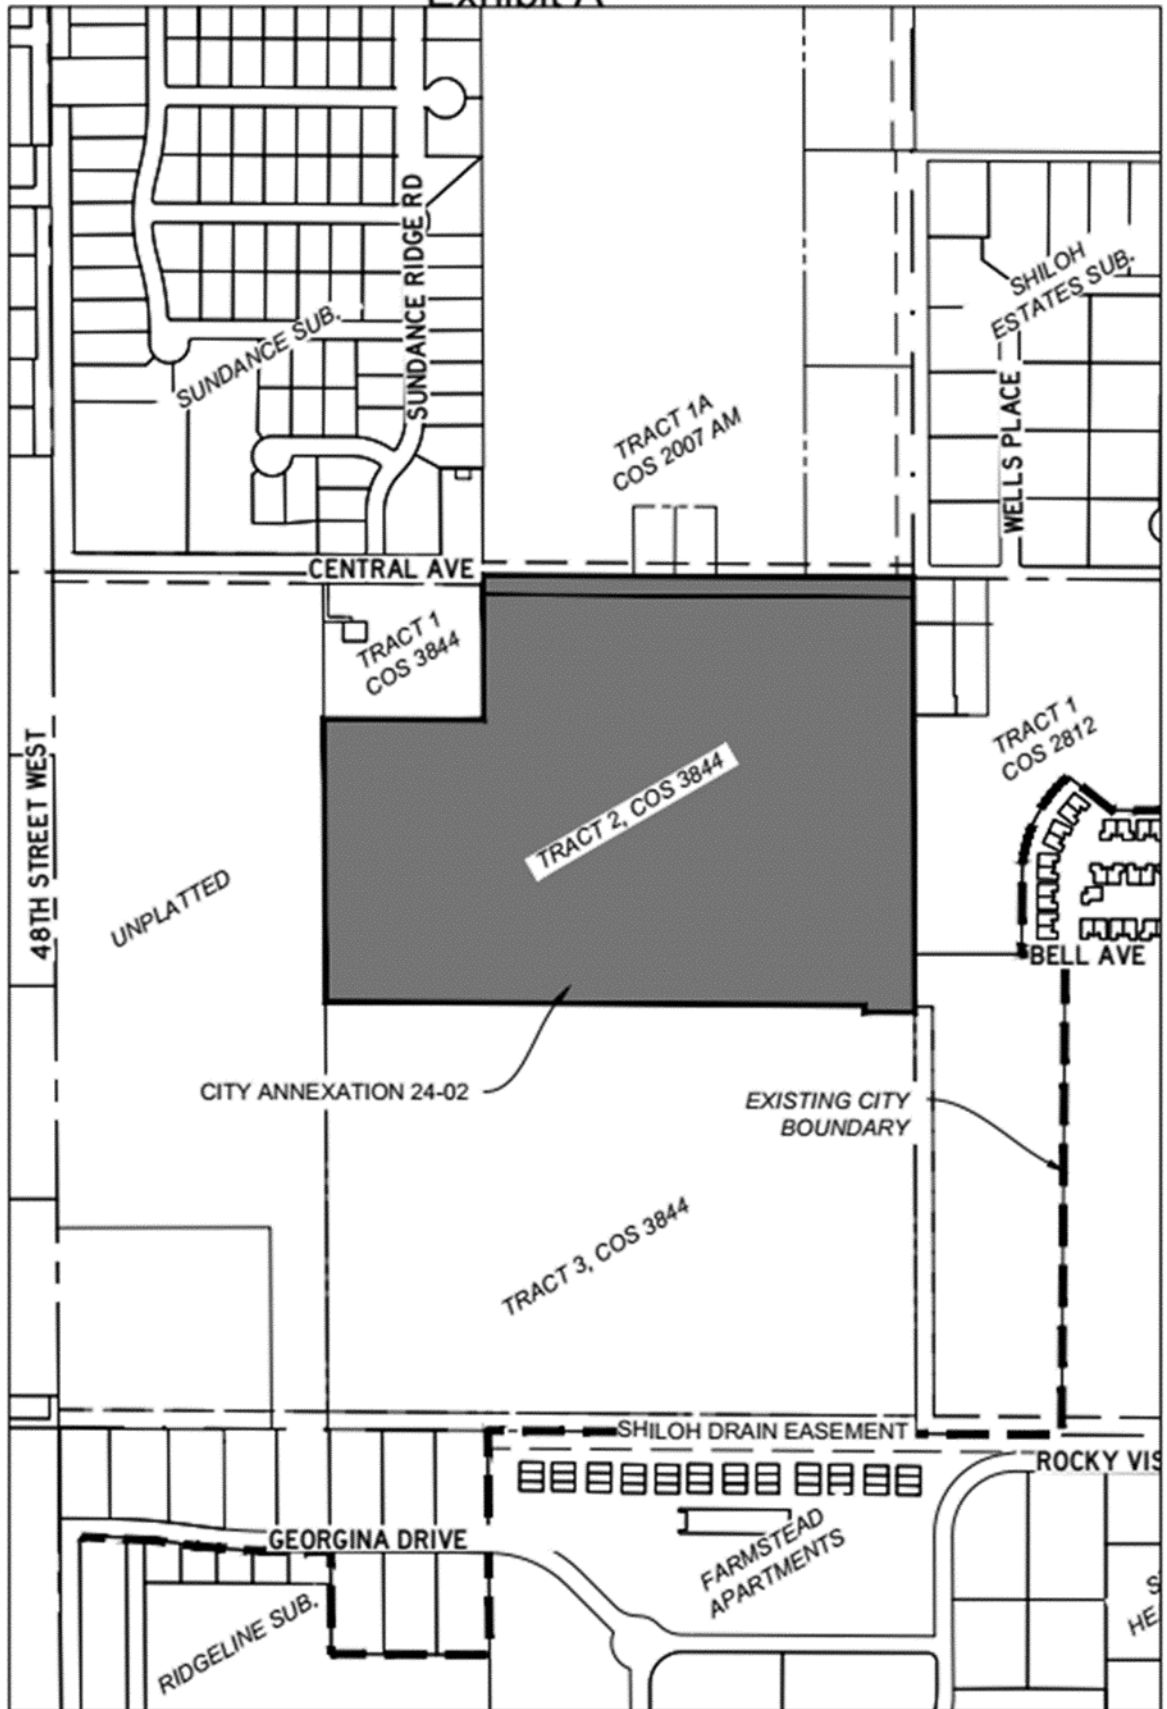 Exhibit A
SUNDANCE RIDGE RD
SUNDANCE SUB.
SHILOH
ESTATES SUB.
WELLS PLACE
TRACT 1A
COS 2007 AM
CENTRAL AVE
TRACT 1
COS 3844
TRACT 1
COS 2812
48TH STREET WEST
TRACT 2, COS 3844
UNPLATTED
BELL AVE
CITY ANNEXATION 24-02
EXISTING CITY
BOUNDARY
TRACT 3, COS 3844
SHILOH DRAIN EASEMENT
ROCKY VIS
GEORGINA DRIVE
FARMSTEAD
APARTMENTS
RIDGELINE SUB.
S
HE